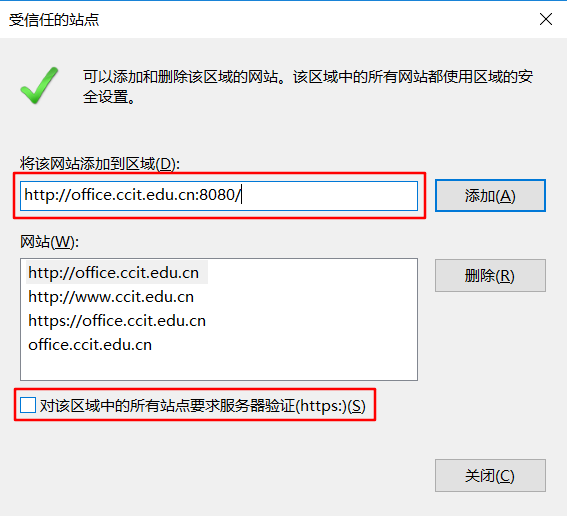 受信任的站点
可以添加和删除该区域的网站。该区域中的所有网站都使用区域的安
全设置。
将该网站添加到区域(D):
http://office.ccit.edu.cn:8080/
添加(A)
网站(W):
http://office.ccit.edu.cn
http://www.ccit.edu.cn
https://office.ccit.edu.cn
office.ccit.edu.cn
删除(R)
对该区域中的所有站点要求服务器验证(https:)(S)
关闭(C)